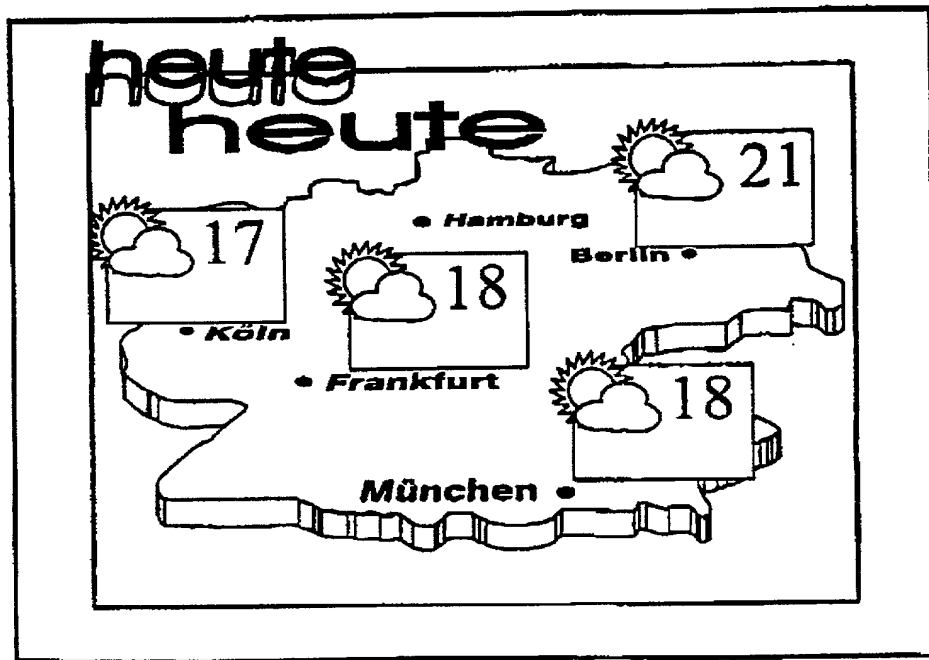 heute
heute
21
Hamburg
17
Berlin
18
Köln
Frankfurt
18
München